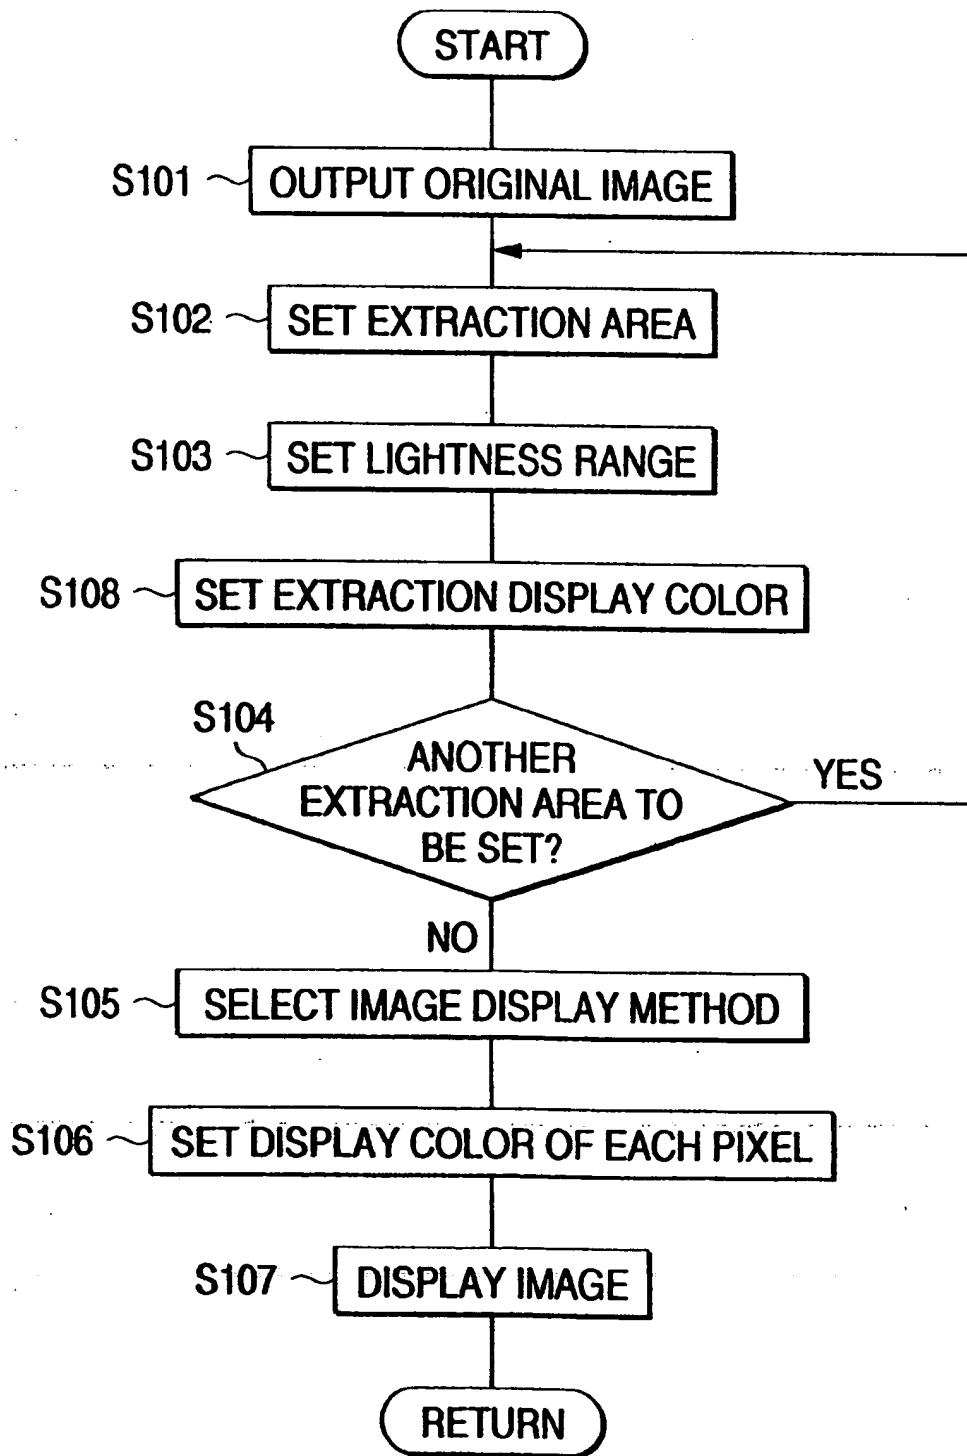 START
S101
OUTPUT ORIGINAL IMAGE
S102
SET EXTRACTION AREA
S103
SET LIGHTNESS RANGE
S108
SET EXTRACTION DISPLAY COLOR
S104
ANOTHER
EXTRACTION AREA TO
BE SET?
YES
NO
S105
SELECT IMAGE DISPLAY METHOD
S106
SET DISPLAY COLOR OF EACH PIXEL
S107
DISPLAY IMAGE
RETURN